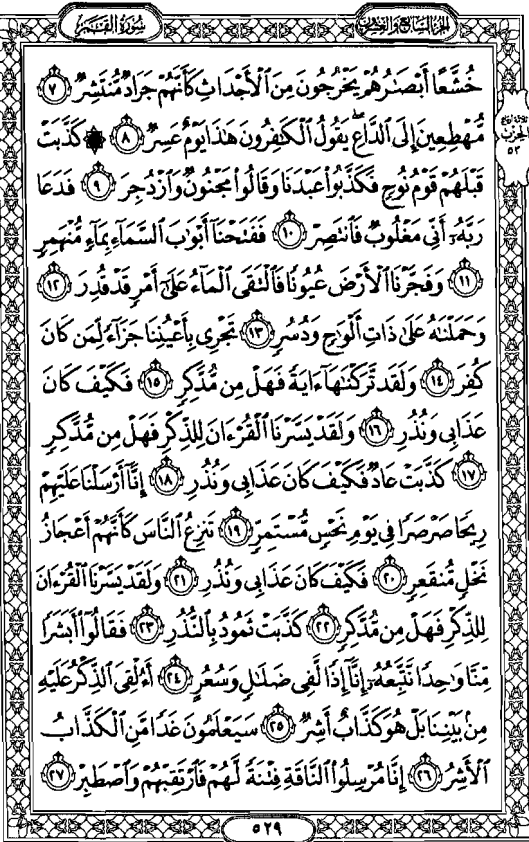 سُورَةُ القَمَرِ
الجزء السابع والعشرون
خُشَّعًا أَبْصَـٰرُهُمْ يَخْرُجُونَ مِنَ ٱلْأَجْدَاثِ كَأَنَّهُمْ جَرَادٌ مُّنتَشِرٌ ٧
مُّهْطِعِينَ إِلَى ٱلدَّاعِ يَقُولُ ٱلْكَـٰفِرُونَ هَـٰذَا يَوْمٌ عَسِرٌ ٨ ۞ كَذَّبَتْ
قَبْلَهُمْ قَوْمُ نُوحٍ فَكَذَّبُوا۟ عَبْدَنَا وَقَالُوا۟ مَجْنُونٌ وَٱزْدُجِرَ ٩ فَدَعَا
رَبَّهُۥٓ أَنِّى مَغْلُوبٌ فَٱنتَصِرْ ١٠ فَفَتَحْنَآ أَبْوَٰبَ ٱلسَّمَآءِ بِمَآءٍ مُّنْهَمِرٍ
١١ وَفَجَّرْنَا ٱلْأَرْضَ عُيُونًا فَٱلْتَقَى ٱلْمَآءُ عَلَىٰٓ أَمْرٍ قَدْ قُدِرَ ١٢
وَحَمَلْنَـٰهُ عَلَىٰ ذَاتِ أَلْوَٰحٍ وَدُسُرٍ ١٣ تَجْرِى بِأَعْيُنِنَا جَزَآءً لِّمَن كَانَ
كُفِرَ ١٤ وَلَقَد تَّرَكْنَـٰهَآ ءَايَةً فَهَلْ مِن مُّدَّكِرٍ ١٥ فَكَيْفَ كَانَ
عَذَابِى وَنُذُرِ ١٦ وَلَقَدْ يَسَّرْنَا ٱلْقُرْءَانَ لِلذِّكْرِ فَهَلْ مِن مُّدَّكِرٍ
١٧ كَذَّبَتْ عَادٌ فَكَيْفَ كَانَ عَذَابِى وَنُذُرِ ١٨ إِنَّآ أَرْسَلْنَا عَلَيْهِمْ
رِيحًا صَرْصَرًا فِى يَوْمِ نَحْسٍ مُّسْتَمِرٍّ ١٩ تَنزِعُ ٱلنَّاسَ كَأَنَّهُمْ أَعْجَازُ
نَخْلٍ مُّنقَعِرٍ ٢٠ فَكَيْفَ كَانَ عَذَابِى وَنُذُرِ ٢١ وَلَقَدْ يَسَّرْنَا ٱلْقُرْءَانَ
لِلذِّكْرِ فَهَلْ مِن مُّدَّكِرٍ ٢٢ كَذَّبَتْ ثَمُودُ بِٱلنُّذُرِ ٢٣ فَقَالُوٓا۟ أَبَشَرًا
مِّنَّا وَٰحِدًا نَّتَّبِعُهُۥٓ إِنَّآ إِذًا لَّفِى ضَلَـٰلٍ وَسُعُرٍ ٢٤ أَءُلْقِىَ ٱلذِّكْرُ عَلَيْهِ
مِنۢ بَيْنِنَا بَلْ هُوَ كَذَّابٌ أَشِرٌ ٢٥ سَيَعْلَمُونَ غَدًا مَّنِ ٱلْكَذَّابُ
ٱلْأَشِرُ ٢٦ إِنَّا مُرْسِلُوا۟ ٱلنَّاقَةِ فِتْنَةً لَّهُمْ فَٱرْتَقِبْهُمْ وَٱصْطَبِرْ ٢٧
الحزب
٥٣
٥٢٩